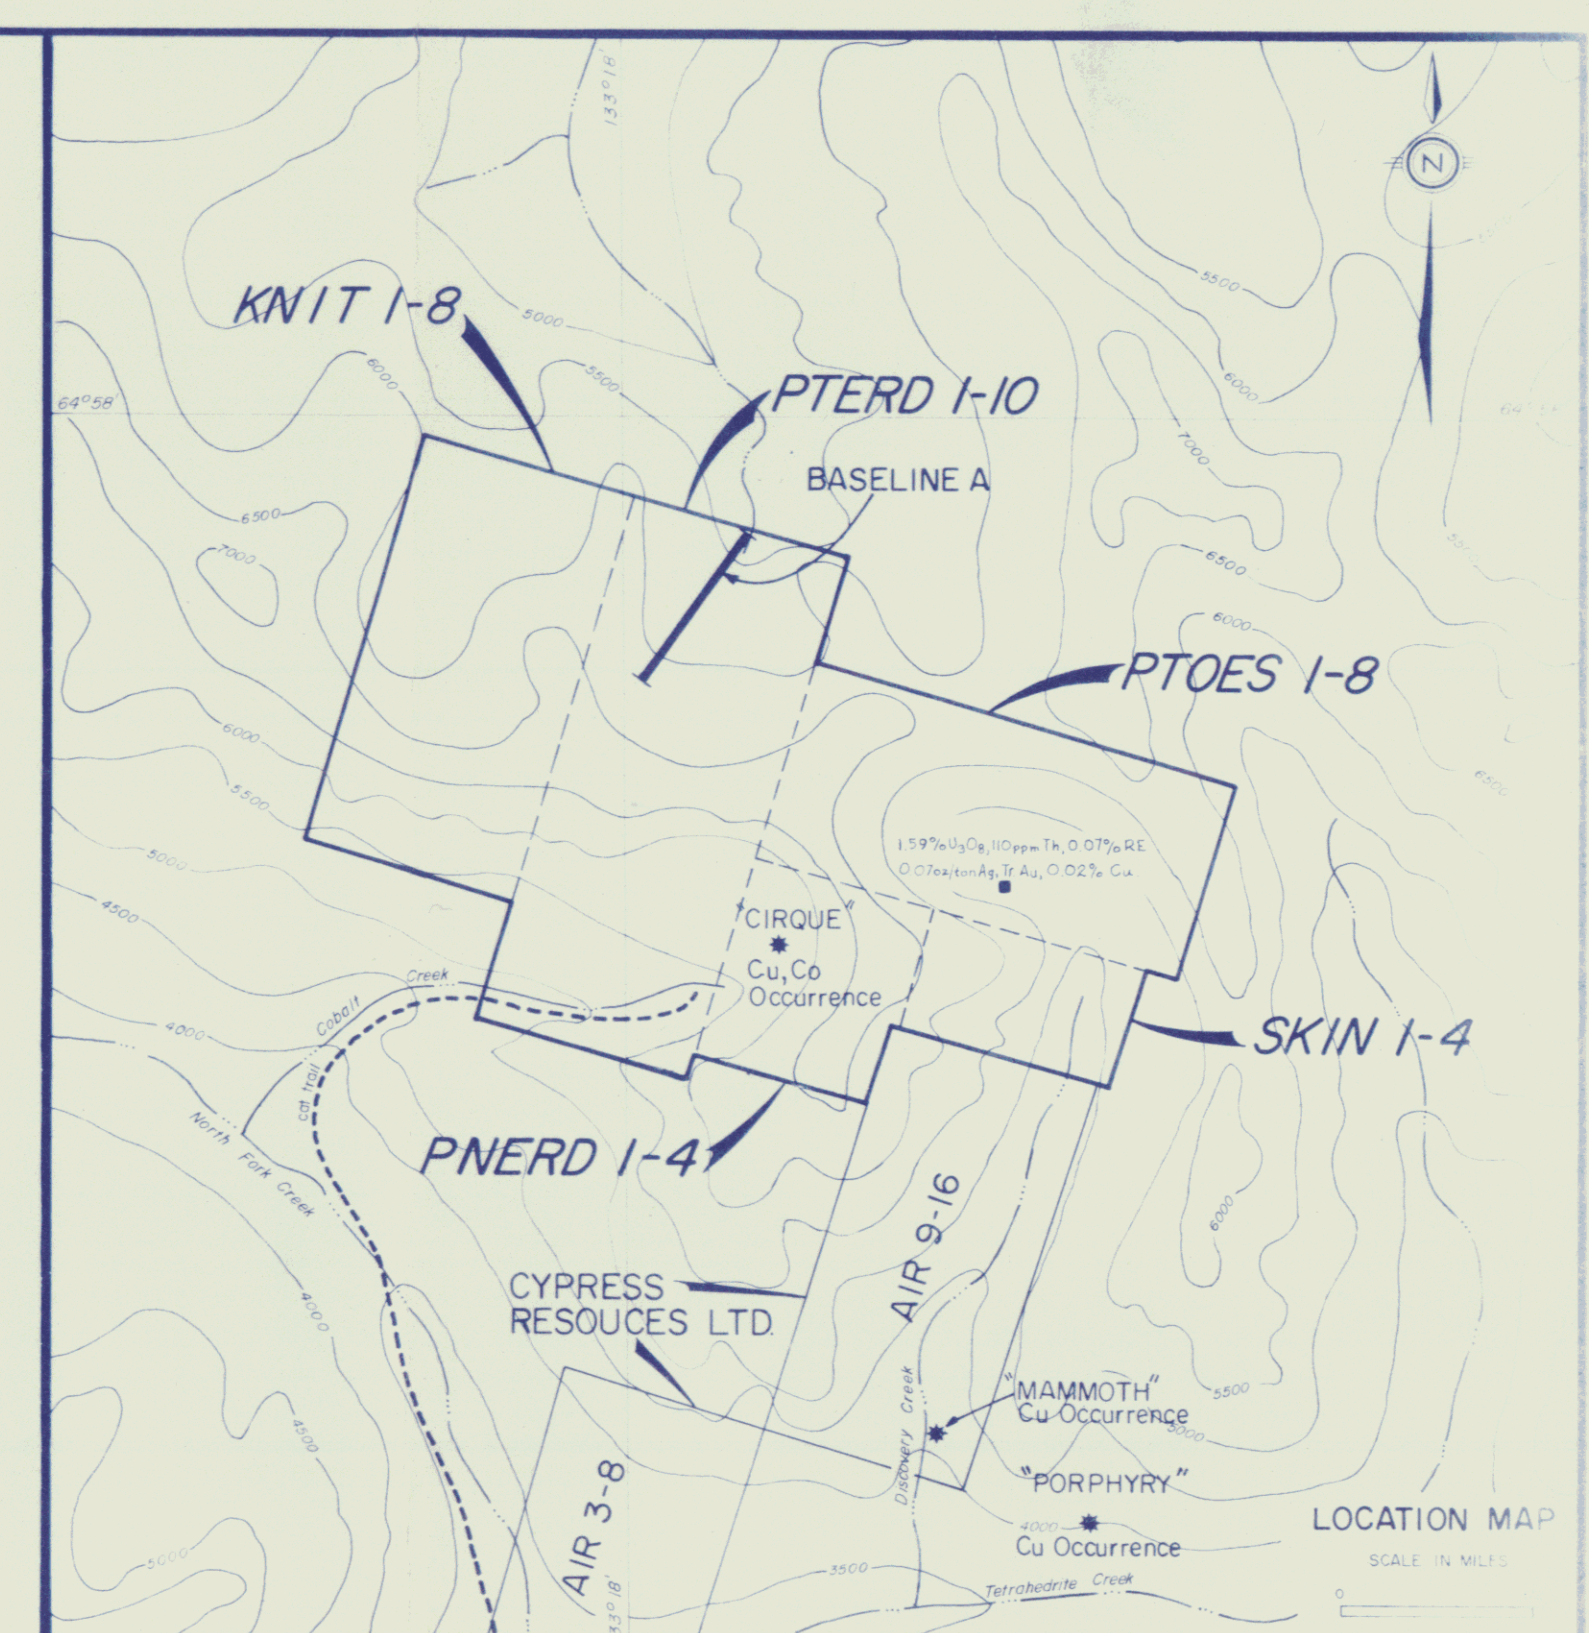 133°18'
N
5500
KNIT 1-8
5000
6000
5500
6000
64°58'
PTERD 1-10
7000
BASELINE A
6500
7000
6500
6000
PTOES 1-8
6000
5500
6500
1.59%U3O8,110ppm Th,0.07%RE
0.07oz/tonAg,Tr Au, 0.02% Cu
5000
4500
"CIRQUE"
Cu,Co
Occurrence
Creek
Cobalt
4000
SKIN 1-4
cat trail
North Fork Creek
PNERD 1-4
AIR 9-16
6000
CYPRESS
RESOUCES LTD.
4000
"MAMMOTH"
Cu Occurrence
5500
5000
Discovery Creek
4500
AIR 3-8
"PORPHYRY"
4000
Cu Occurrence
LOCATION MAP
SCALE IN MILES
5000
3500
Tetrahedrite Creek
0
33°18'